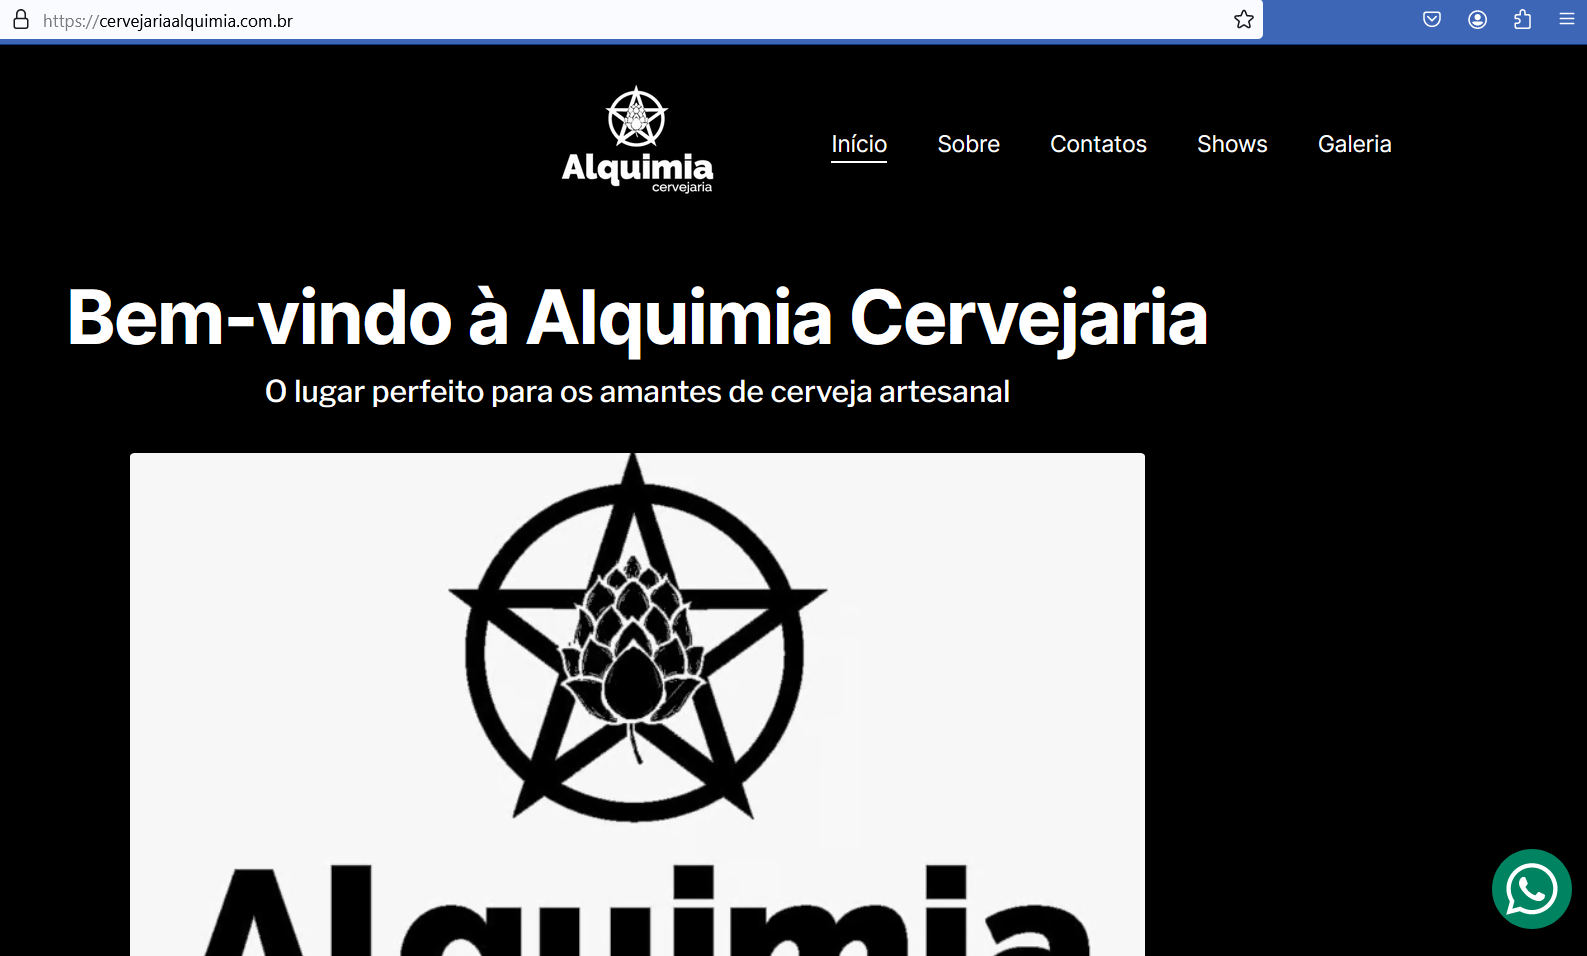 https://cervejariaalquimia.com.br
Alquimia
cervejaria
Início Sobre Contatos Shows Galeria
Bem-vindo à Alquimia Cervejaria
O lugar perfeito para os amantes de cerveja artesanal
Alquimia